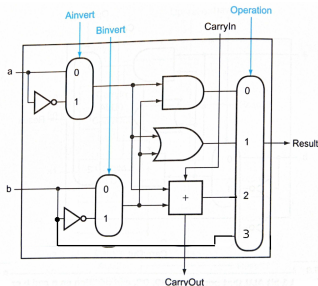 Ainvert
Operation
Binvert
CarryIn
a
0
1
0
1
Result
b
0
1
+
2
3
CarryOut